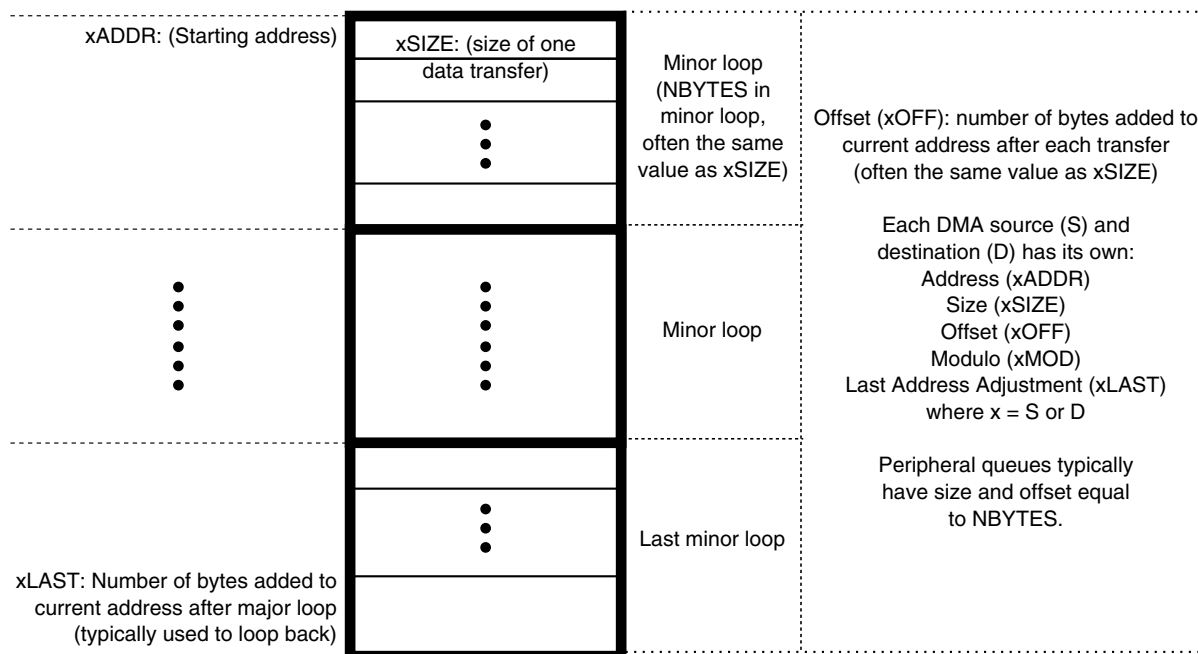 xADDR: (Starting address)
xSIZE: (size of one
data transfer)
Minor loop
(NBYTES in
minor loop,
often the same
value as xSIZE)
Offset (xOFF): number of bytes added to
current address after each transfer
(often the same value as xSIZE)
Each DMA source (S) and
destination (D) has its own:
Address (xADDR)
Size (xSIZE)
Offset (xOFF)
Modulo (xMOD)
Last Address Adjustment (xLAST)
where x = S or D
Peripheral queues typically
have size and offset equal
to NBYTES.
Minor loop
Last minor loop
xLAST: Number of bytes added to
current address after major loop
(typically used to loop back)